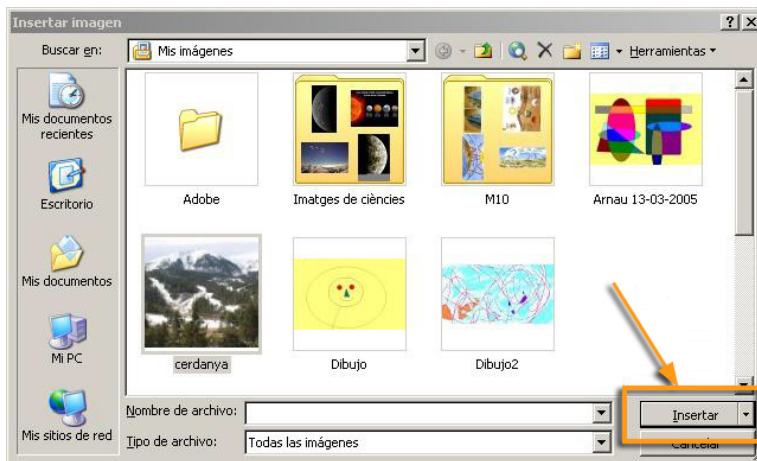 Insertar imagen
Buscar en:
Mis imágenes
Herramientas
Mis documentos
recientes
Escritorio
Mis documentos
Mi PC
Mis sitios de red
Adobe
Imatges de ciències
M10
Arnau 13-03-2005
cerdanya
Dibujo
Dibujo2
Nombre de archivo:
Insertar
Tipo de archivo:
Todas las imágenes
Cancelar